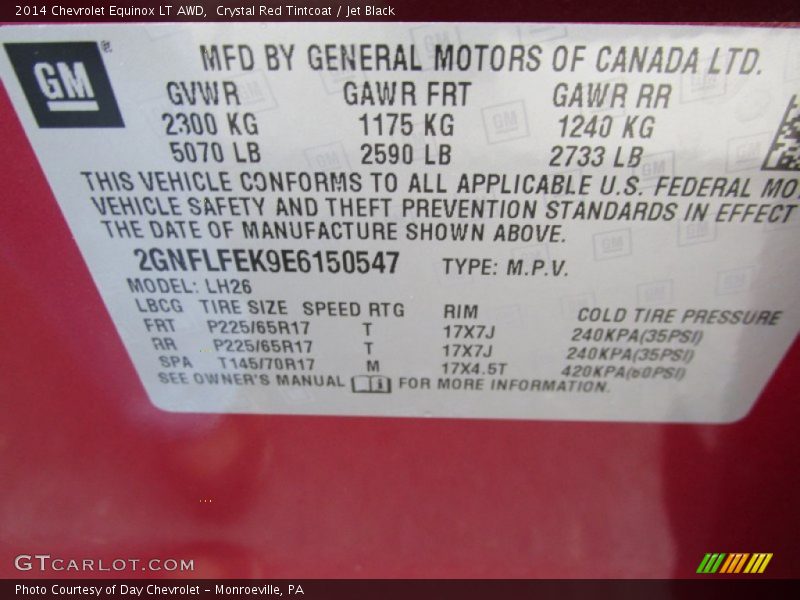 2014 Chevrolet Equinox LT AWD, Crystal Red Tintcoat / Jet Black
GM
MFD BY GENERAL MOTORS OF CANADA LTD.
GVWR GAWR FRT GAWR RR
2300 KG 1175 KG 1240 KG
5070 LB 2590 LB 2733 LB
THIS VEHICLE CONFORMS TO ALL APPLICABLE U.S. FEDERAL MO
VEHICLE SAFETY AND THEFT PREVENTION STANDARDS IN EFFECT
THE DATE OF MANUFACTURE SHOWN ABOVE.
2GNFLFEK9E6150547 TYPE: M.P.V.
MODEL: LH26
LBCG TIRE SIZE SPEED RTG RIM COLD TIRE PRESSURE
FRT P225/65R17 T 17X7J 240KPA(35PSI)
RR P225/65R17 T 17X7J 240KPA(35PSI)
SPA T145/70R17 M 17X4.5T 420KPA(60PSI)
SEE OWNER'S MANUAL FOR MORE INFORMATION.
GTCARLOT.COM
Photo Courtesy of Day Chevrolet - Monroeville, PA